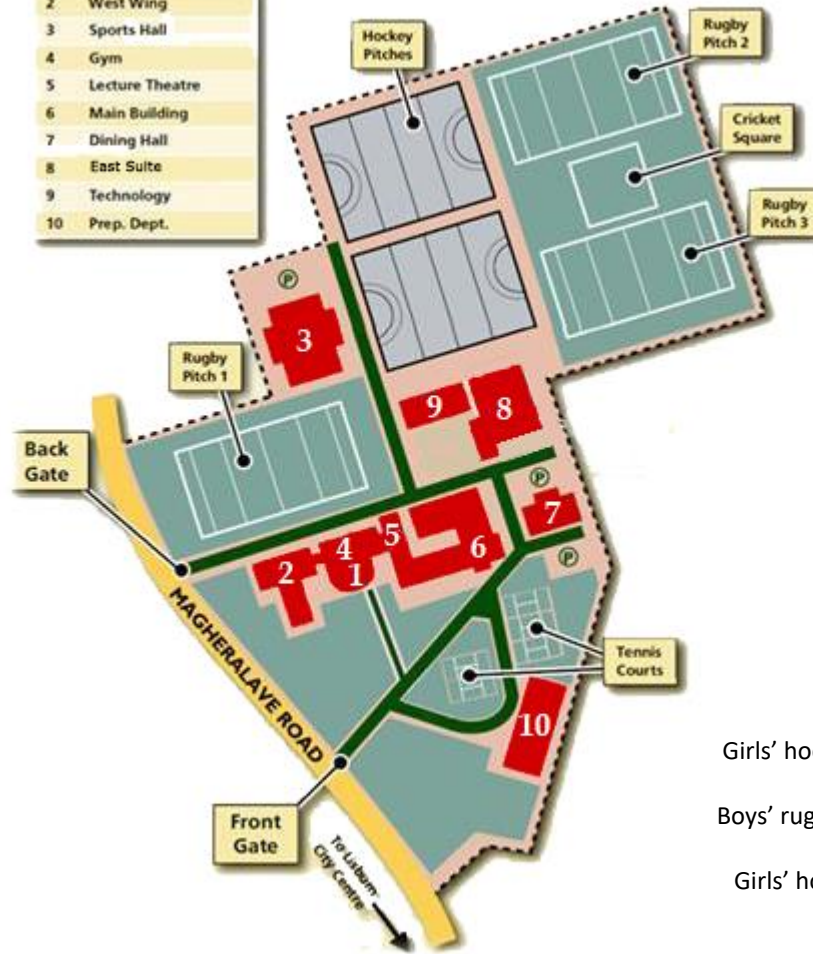 2 West Wing
3 Sports Hall
4 Gym
5 Lecture Theatre
6 Main Building
7 Dining Hall
8 East Suite
9 Technology
10 Prep. Dept.
Hockey
Pitches
Rugby
Pitch 2
Cricket
Square
Rugby
Pitch 3
P
3
Rugby
Pitch 1
9
8
Back
Gate
P
7
5
6
4
2
1
P
MAGHERALAVE ROAD
Tennis
Courts
10
Front
Gate
To Lisburn
City Centre
Girls'
Boys'
Girls'